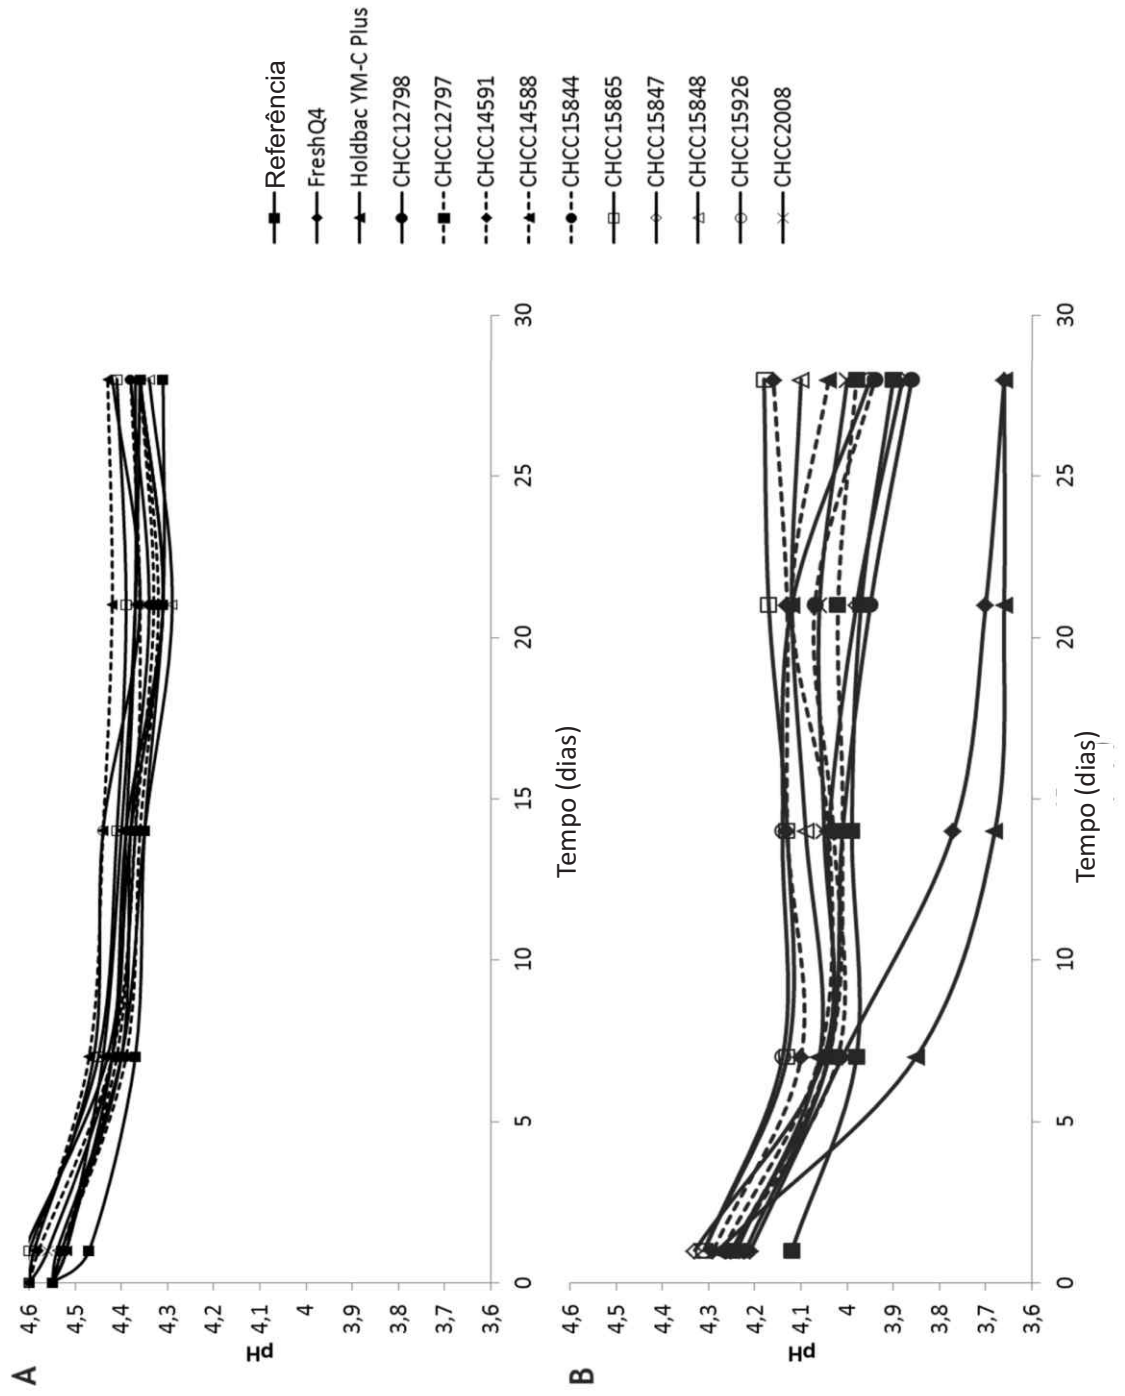 A
pH
4,6
4,5
4,4
4,3
4,2
4,1
4
3,9
3,8
3,7
3,6
0
5
10
15
20
25
30
Tempo (dias)
B
pH
4,6
4,5
4,4
4,3
4,2
4,1
4
3,9
3,8
3,7
3,6
0
5
10
15
20
25
30
Tempo (dias)
Referência
FreshQ4
Holdbac YM-C Plus
CHCC12798
CHCC12797
CHCC14591
CHCC14588
CHCC15844
CHCC15865
CHCC15847
CHCC15848
CHCC15926
CHCC2008